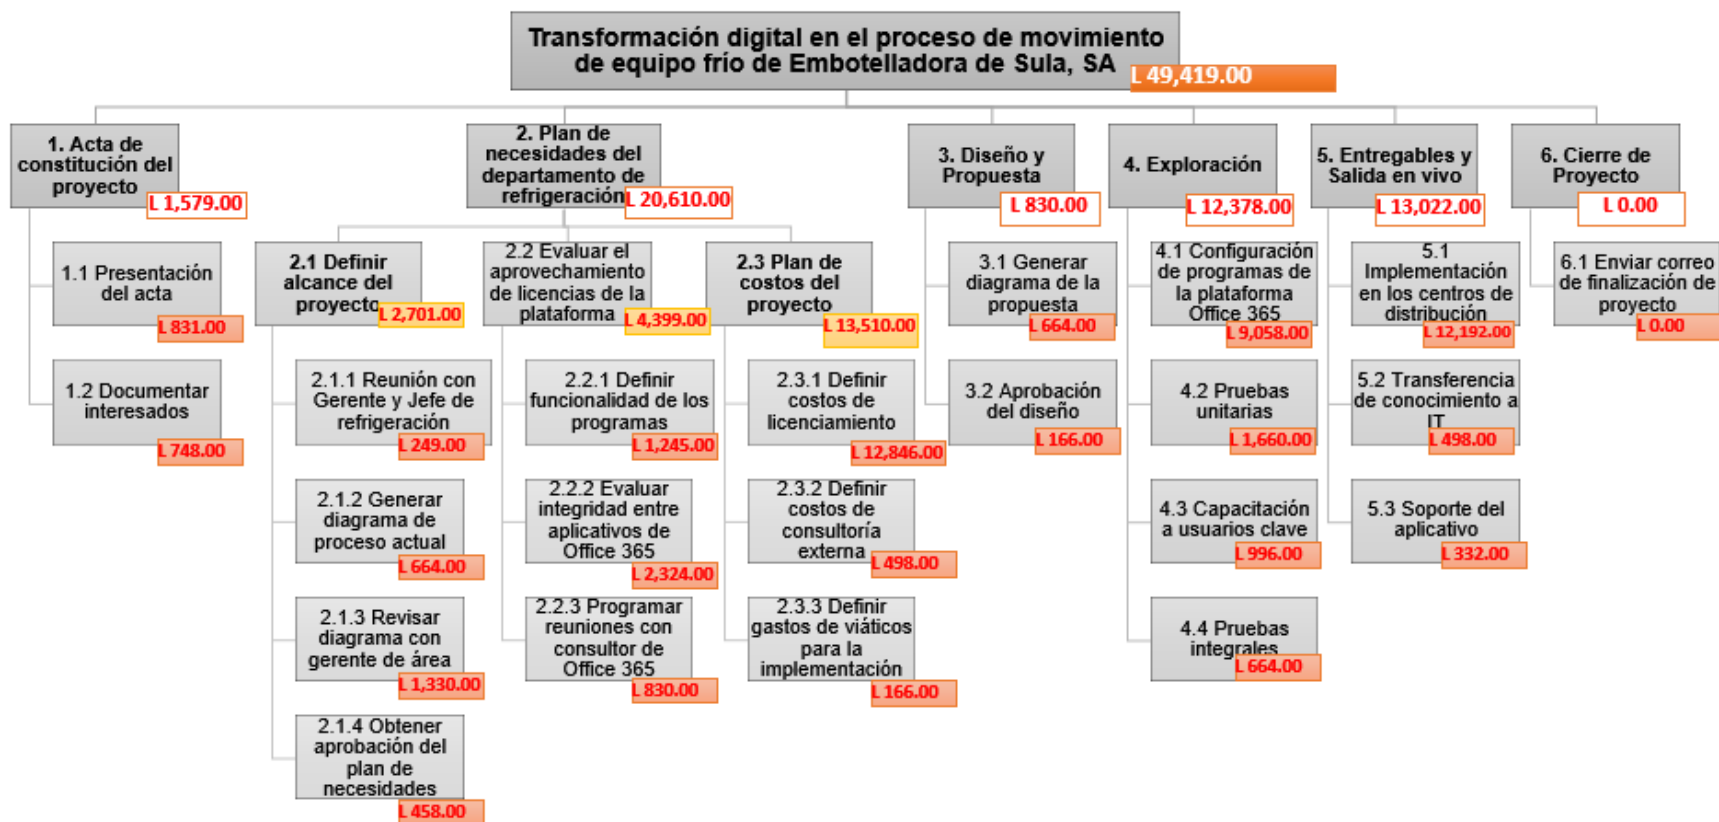 Transformación digital en el proceso de movimiento
de equipo frío de Embotelladora de Sula, SA
L 49,419.00
1. Acta de
constitución del
proyecto
L 1,579.00
1.1 Presentación
del acta
L 831.00
1.2 Documentar
interesados
L 748.00
2. Plan de
necesidades del
departamento de
refrigeración
L 20,610.00
2.1 Definir
alcance del
proyecto
L 2,701.00
2.1.1 Reunión con
Gerente y Jefe de
refrigeración
L 249.00
2.1.2 Generar
diagrama de
proceso actual
L 664.00
2.1.3 Revisar
diagrama con
gerente de área
L 1,330.00
2.1.4 Obtener
aprobación del
plan de
necesidades
L 458.00
2.2 Evaluar el
aprovechamiento
de licencias de la
plataforma
L 4,399.00
2.2.1 Definir
funcionalidad de los
programas
L 1,245.00
2.2.2 Evaluar
integridad entre
aplicativos de
Office 365
L 2,324.00
2.2.3 Programar
reuniones con
consultor de
Office 365
L 830.00
2.3 Plan de
costos del
proyecto
L 13,510.00
2.3.1 Definir
costos de
licenciamiento
L 12,846.00
2.3.2 Definir
costos de
consultoría
externa
L 498.00
2.3.3 Definir
gastos de viáticos
para la
implementación
L 166.00
3. Diseño y
Propuesta
L 830.00
3.1 Generar
diagrama de la
propuesta
L 664.00
3.2 Aprobación
del diseño
L 166.00
4. Exploración
L 12,378.00
4.1 Configuración
de programas de
la plataforma
Office 365
L 9,058.00
4.2 Pruebas
unitarias
L 1,660.00
4.3 Capacitación
a usuarios clave
L 996.00
4.4 Pruebas
integrales
L 664.00
5. Entregables y
Salida en vivo
L 13,022.00
5.1
Implementación
en los centros de
distribución
L 12,192.00
5.2 Transferencia
de conocimiento a
IT
L 498.00
5.3 Soporte del
aplicativo
L 332.00
6. Cierre de
Proyecto
L 0.00
6.1 Enviar correo
de finalización de
proyecto
L 0.00